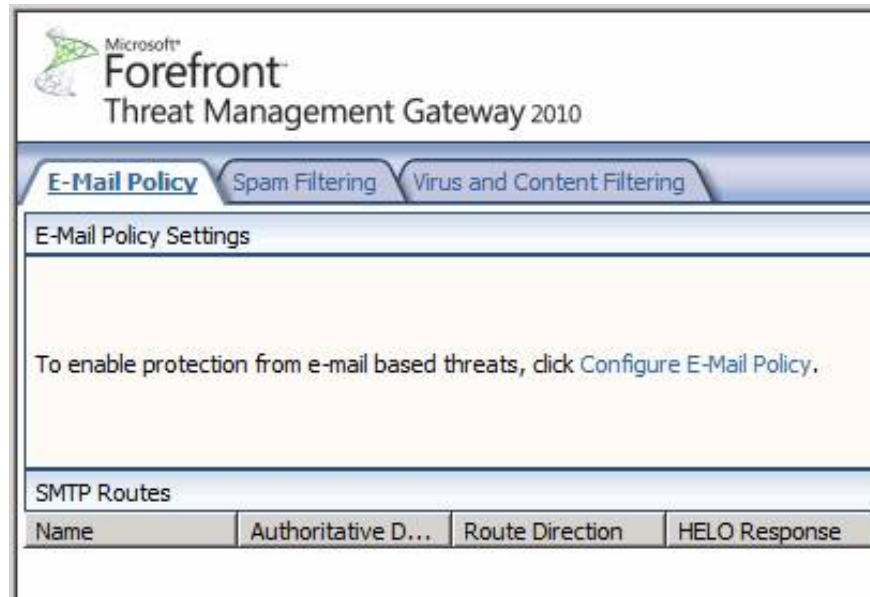 Microsoft
Forefront
Threat Management Gateway 2010
E-Mail Policy Spam Filtering Virus and Content Filtering
E-Mail Policy Settings
To enable protection from e-mail based threats, click Configure E-Mail Policy.
SMTP Routes
Name Authoritative D... Route Direction HELO Response